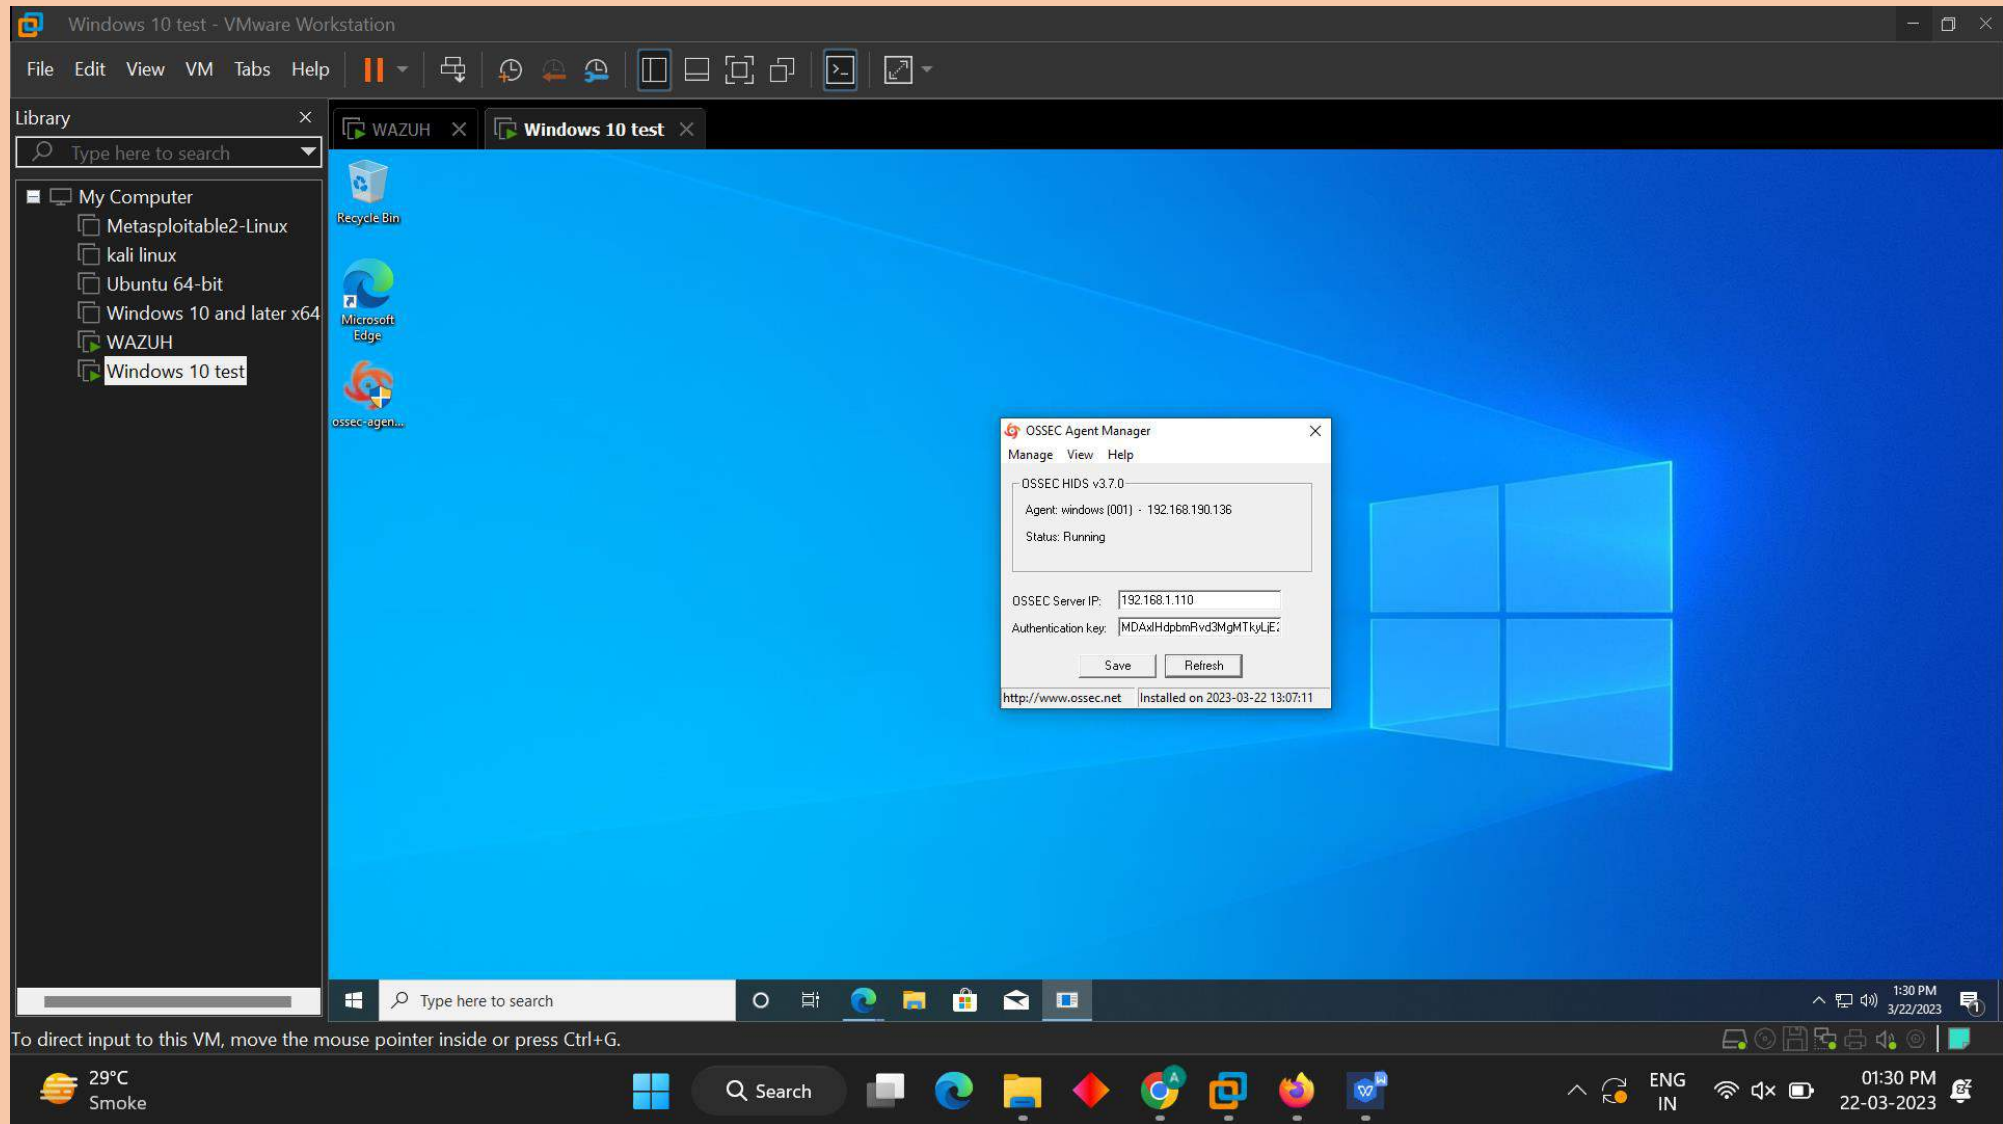 Windows 10 test - VMware Workstation
File Edit View VM Tabs Help
Library
Type here to search
My Computer
Metasploitable2-Linux
kali linux
Ubuntu 64-bit
Windows 10 and later x64
WAZUH
Windows 10 test
WAZUH
Windows 10 test
Recycle Bin
Microsoft
Edge
ossec-agen...
OSSEC Agent Manager
Manage View Help
OSSEC HIDS v3.7.0
Agent: windows (001) - 192.168.190.136
Status: Running
OSSEC Server IP: 192.168.1.110
Authentication key:
Save Refresh
http://www.ossec.net Installed on 2023-03-22 13:07:11
Type here to search
1:30 PM
3/22/2023
1
To direct input to this VM, move the mouse pointer inside or press Ctrl+G.
29°C
Smoke
Search
A
W
ENG
IN
01:30 PM
22-03-2023